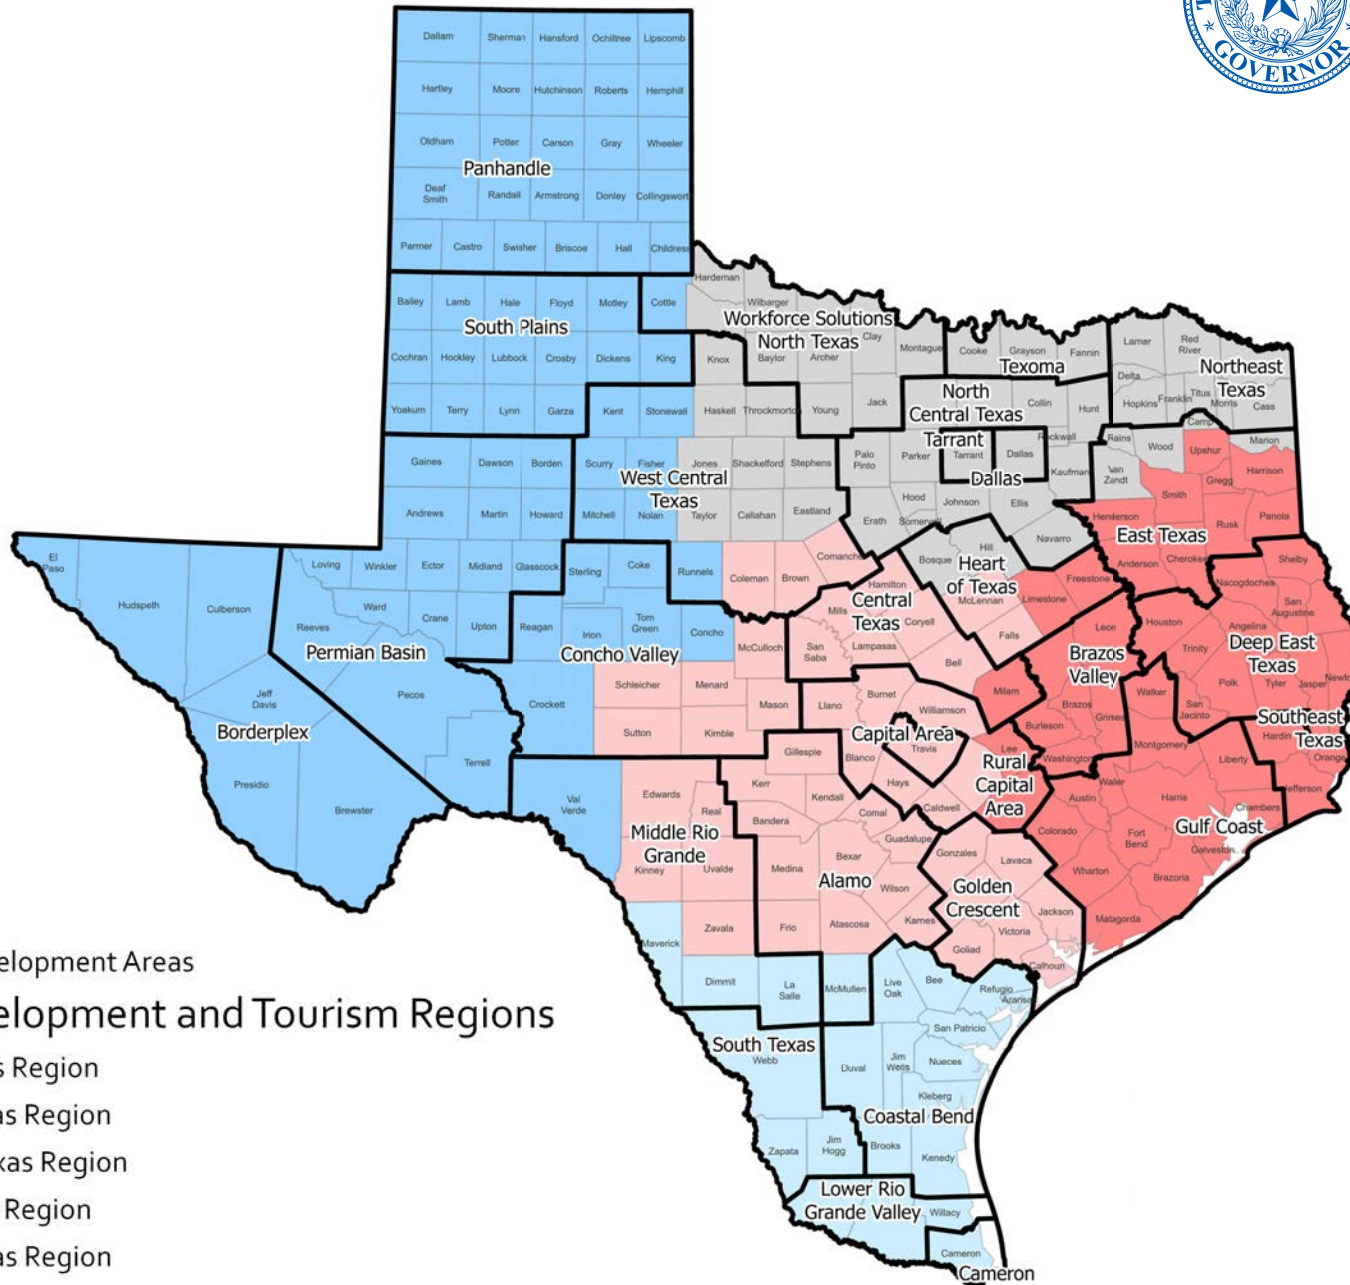 GOVERNOR
Dallam
Sherman
Hansford
Ochiltree
Lipscomb
Hartley
Moore
Hutchinson
Roberts
Hemphill
Oldham
Potter
Carson
Gray
Wheeler
Panhandle
Deaf
Smith
Randall
Armstrong
Donley
Collingswort
Parmer
Castro
Swisher
Briscoe
Hall
Childress
Hardeman
Bailey
Lamb
Hale
Floyd
Motley
Cottle
Wilbarger
South Plains
Workforce Solutions
North Texas
Clay
Montague
Cooke
Grayson
Fannin
Texoma
Lamar
Red
River
Northeast
Texas
Cochran
Hockley
Lubbock
Crosby
Dickens
King
Knox
Baylor
Archer
Delta
Hopkins
Franklin
Titus
Morris
Cass
Camp
Yoakum
Terry
Lynn
Garza
Kent
Stonewall
Haskell
Throckmorto
Young
Jack
North
Central Texas
Collin
Hunt
Tarrant
Rockwall
Rains
Wood
Upshur
Marion
Gaines
Dawson
Borden
Scurry
Fisher
Jones
Shackelford
Stephens
Palo
Pinto
Parker
Tarrant
Dallas
Dallas
Kaufman
Van
Zandt
Smith
Gregg
Harrison
West Central
Texas
Andrews
Martin
Howard
Mitchell
Nolan
Taylor
Callahan
Eastland
Erath
Hood
Somervell
Johnson
Ellis
Navarro
Henderson
East Texas
Rusk
Panola
El
Paso
Hudspeth
Culberson
Loving
Winkler
Ector
Midland
Glasscock
Sterling
Coke
Runnels
Coleman
Brown
Comanche
Bosque
Hill
Heart
of Texas
Freestone
Anderson
Cherokee
Shelby
Nacogdoches
San
Augustine
Ward
Reeves
Crane
Upton
Reagan
Irion
Tom
Green
Concho
Concho Valley
Permian Basin
McCulloch
Mills
Hamilton
Central
Texas
Coryell
McLennan
Limestone
Falls
Leon
Houston
Angelina
Trinity
Deep East
Texas
San
Saba
Lampasas
Bell
Brazos
Valley
Polk
Tyler
Jasper
Newto
Jeff
Davis
Borderplex
Pecos
Crockett
Schleicher
Menard
Mason
Llano
Burnet
Williamson
Milam
Brazos
Burleson
Grimes
Walker
San
Jacinto
Southeast
Texas
Hardin
Orange
Sutton
Kimble
Gillespie
Blanco
Capital Area
Travis
Lee
Rural
Capital
Area
Washington
Montgomery
Liberty
Jefferson
Presidio
Brewster
Terrell
Val
Verde
Edwards
Real
Kerr
Kendall
Hays
Caldwell
Comal
Bandera
Guadalupe
Austin
Waller
Harris
Chambers
Gulf Coast
Galveston
Middle Rio
Grande
Kinney
Uvalde
Medina
Bexar
Alamo
Wilson
Gonzales
Lavaca
Colorado
Fort
Bend
Wharton
Brazoria
Golden
Crescent
Jackson
Matagorda
Maverick
Zavala
Frio
Atascosa
Karnes
Victoria
Goliad
Calhoun
Dimmit
La
Salle
McMullen
Live
Oak
Bee
Refugio
Aransas
San Patricio
South Texas
Webb
Duval
Jim
Wells
Nueces
Kleberg
Coastal Bend
Zapata
Jim
Hogg
Brooks
Kenedy
Lower Rio
Grande Valley
Willacy
Cameron
Cameron
elopment Areas
elopment and Tourism Regions
s Region
as Region
xas Region
Region
as Region